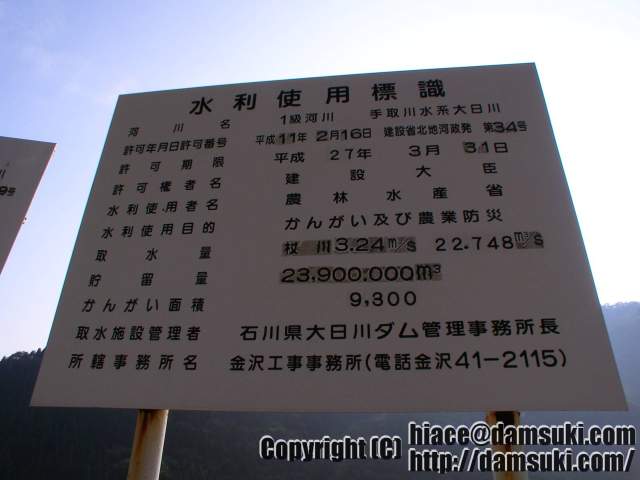 水利使用標識
河川名 1級河川 手取川水系大日川
許可年月日許可番号 平成11年2月16日 建設省北地河政発 第34号
許可期限 平成27年3月31日
許可権者名 建設大臣
水利使用者名 農林水産省
水利使用目的 かんがい及び農業防災
取水量 杖川3.24m³/s 22.748m³/s
貯留量 23,900,000m³
かんがい面積 9,300
取水施設管理者 石川県大日川ダム管理事務所長
所轄事務所名 金沢工事事務所(電話金沢41-2115)
川
9号
Copyright (C) hiace@damsuki.com
http://damsuki.com/